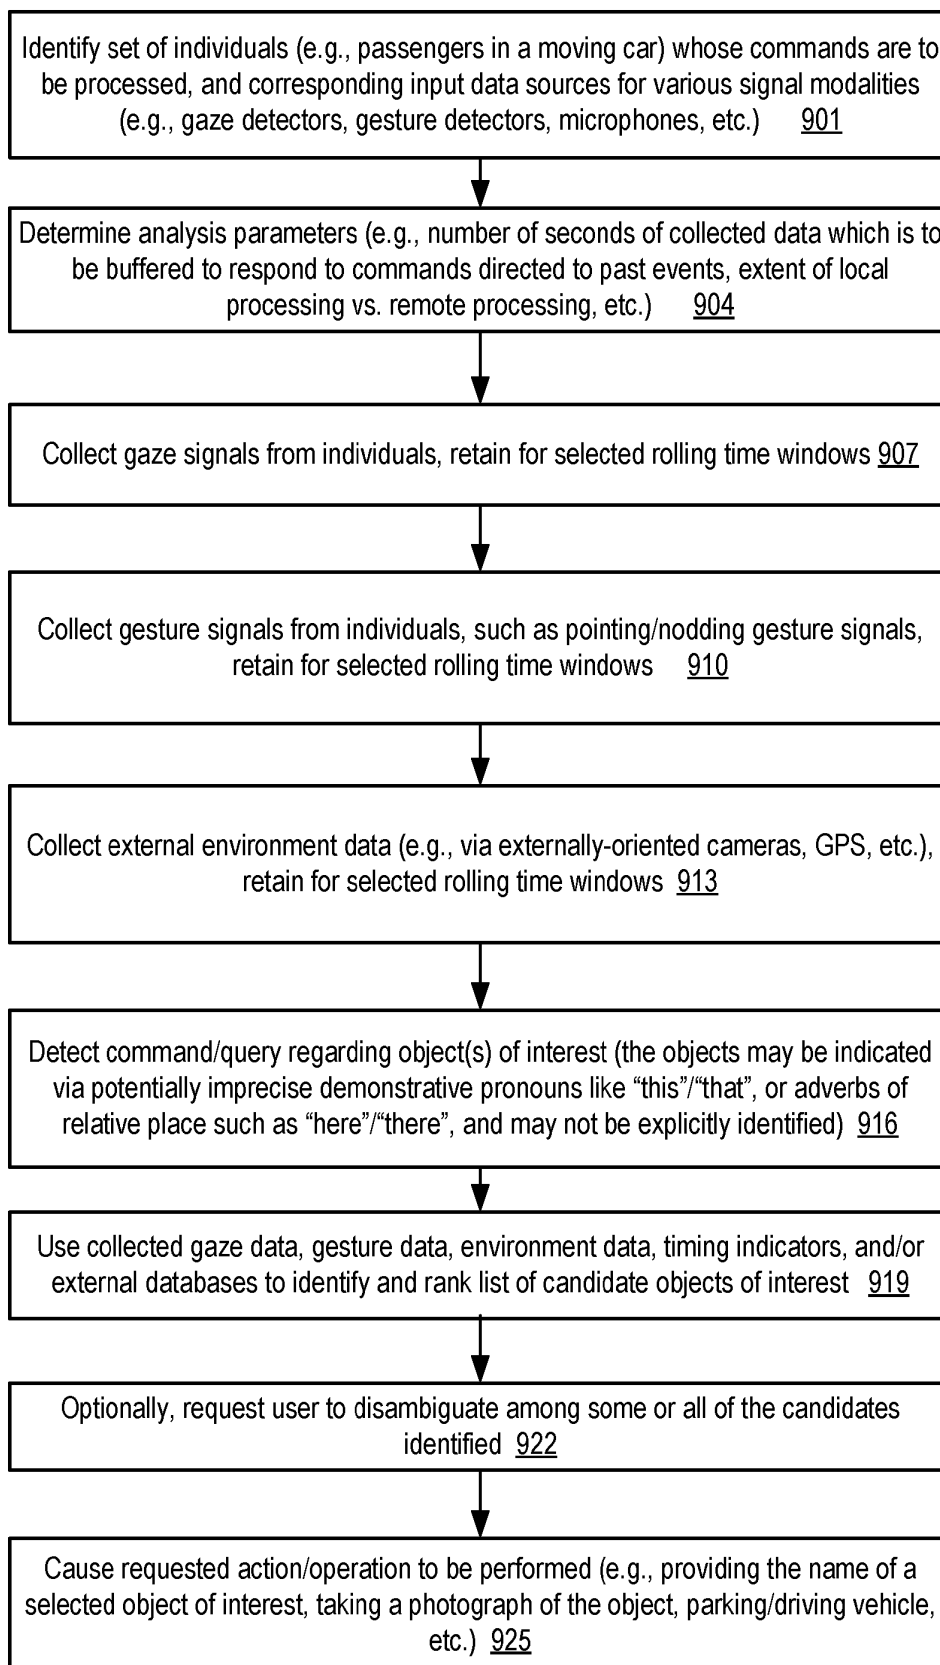 Identify set of individuals (e.g., passengers in a moving car) whose commands are to
be processed, and corresponding input data sources for various signal modalities
(e.g., gaze detectors, gesture detectors, microphones, etc.) 901
Determine analysis parameters (e.g., number of seconds of collected data which is to
be buffered to respond to commands directed to past events, extent of local
processing vs. remote processing, etc.) 904
Collect gaze signals from individuals, retain for selected rolling time windows 907
Collect gesture signals from individuals, such as pointing/nodding gesture signals,
retain for selected rolling time windows 910
Collect external environment data (e.g., via externally-oriented cameras, GPS, etc.),
retain for selected rolling time windows 913
Detect command/query regarding object(s) of interest (the objects may be indicated
via potentially imprecise demonstrative pronouns like “this”/“that”, or adverbs of
relative place such as “here”/“there”, and may not be explicitly identified) 916
Use collected gaze data, gesture data, environment data, timing indicators, and/or
external databases to identify and rank list of candidate objects of interest 919
Optionally, request user to disambiguate among some or all of the candidates
identified 922
Cause requested action/operation to be performed (e.g., providing the name of a
selected object of interest, taking a photograph of the object, parking/driving vehicle,
etc.) 925